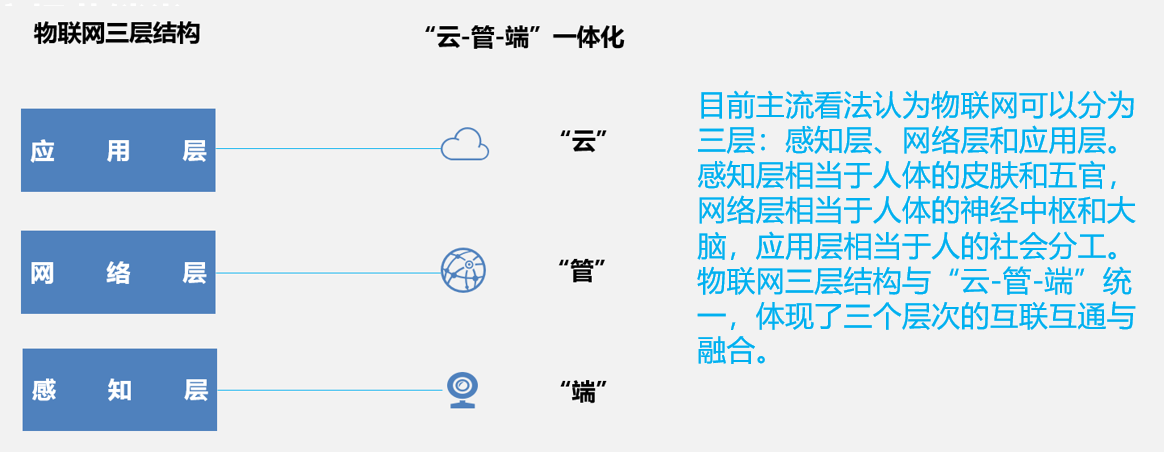 物联网三层结构
“云-管-端”一体化
应用层
“云”
网络层
“管”
感知层
“端”
目前主流看法认为物联网可以分为
三层：感知层、网络层和应用层。
感知层相当于人体的皮肤和五官，
网络层相当于人体的神经中枢和大
脑，应用层相当于人的社会分工。
物联网三层结构与“云-管-端”统
一，体现了三个层次的互联互通与
融合。